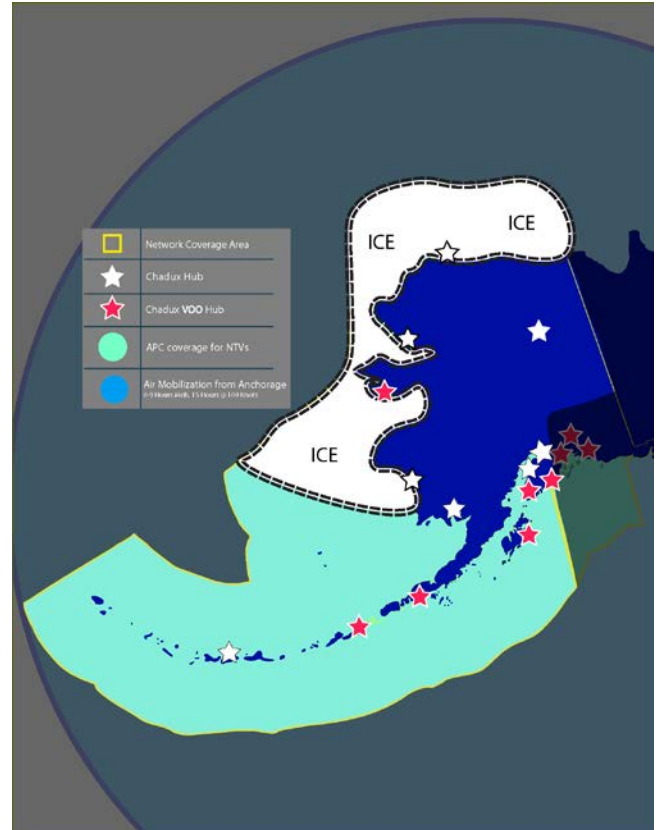 ICE
ICE
Network Coverage Area
Chadux Hub
Chadux VOO Hub
APC coverage for NTVs
Air Mobilization from Anchorage
ICE